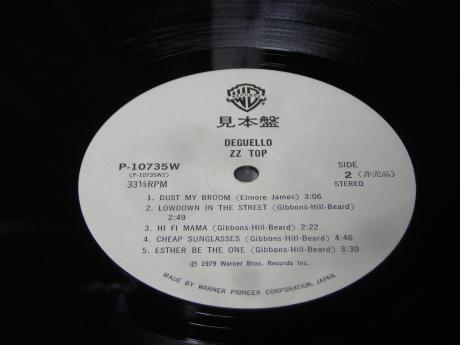 見本盤
DEGUELLO
ZZ TOP
P-10735W
(P-10735W2)
33⅓RPM
SIDE
2 (非売品)
STEREO
1. DUST MY BROOM (Elmore James) 3:06
2. LOWDOWN IN THE STREET (Gibbons-Hill-Beard)
2:49
3. HI FI MAMA (Gibbons-Hill-Beard) 2:22
4. CHEAP SUNGLASSES (Gibbons-Hill-Beard) 4:46
5. ESTHER BE THE ONE (Gibbons-Hill-Beard) 3:30
℗ 1979 Warner Bros. Records Inc.
MADE BY WARNER PIONEER CORPORATION, JAPAN.